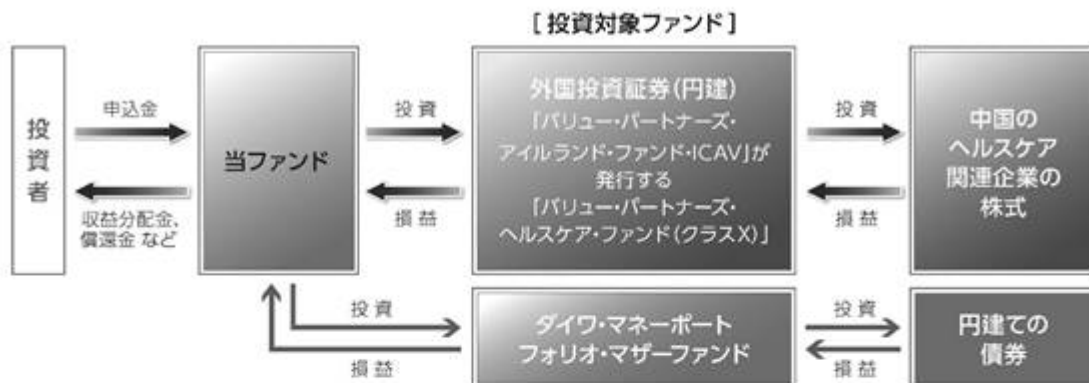 [投資対象ファンド]
投資者
申込金
収益分配金、
償還金 など
当ファンド
投資
損益
外国投資証券(円建)
「バリュー・パートナーズ・
アイルランド・ファンド・ICAV」が
発行する
「バリュー・パートナーズ・
ヘルスケア・ファンド(クラスX)」
投資
損益
中国の
ヘルスケア
関連企業の
株式
投資
損益
ダイワ・マネーポート
フォリオ・マザーファンド
投資
損益
円建ての
債券